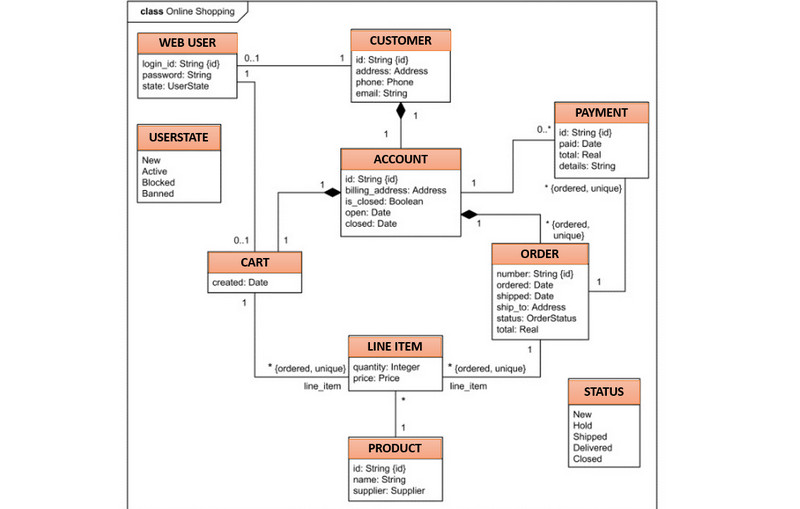 class Online Shopping
WEB USER
login_id: String {id}
password: String
state: UserState
0..1
1
1
CUSTOMER
id: String {id}
address: Address
phone: Phone
email: String
1
1
USERSTATE
New
Active
Blocked
Banned
ACCOUNT
id: String {id}
billing_address: Address
is_closed: Boolean
open: Date
closed: Date
1
1
1
0..*
PAYMENT
id: String {id}
paid: Date
total: Real
details: String
* {ordered, unique}
* {ordered,
unique}
0..1
1
CART
created: Date
1
ORDER
number: String {id}
ordered: Date
shipped: Date
ship_to: Address
status: OrderStatus
total: Real
1
1
LINE ITEM
quantity: Integer
price: Price
* {ordered, unique}
line_item
* {ordered, unique}
line_item
*
1
PRODUCT
id: String {id}
name: String
supplier: Supplier
STATUS
New
Hold
Shipped
Delivered
Closed